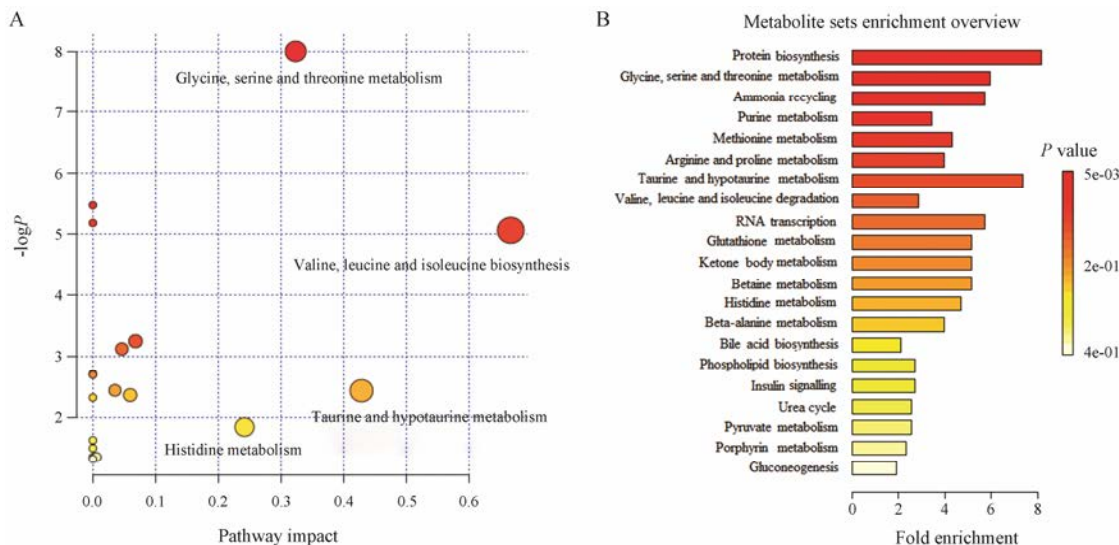 A
8
Glycine, serine and threonine metabolism
7
6
-logP
5
Valine, leucine and isoleucine biosynthesis
4
3
Taurine and hypotaurine metabolism
2
Histidine metabolism
0.0 0.1 0.2 0.3 0.4 0.5 0.6
Pathway impact
B
Metabolite sets enrichment overview
Protein biosynthesis
Glycine, serine and threonine metabolism
Ammonia recycling
Purine metabolism
Methionine metabolism
Arginine and proline metabolism
Taurine and hypotaurine metabolism
Valine, leucine and isoleucine degradation
RNA transcription
Glutathione metabolism
Ketone body metabolism
Betaine metabolism
Histidine metabolism
Beta-alanine metabolism
Bile acid biosynthesis
Phospholipid biosynthesis
Insulin signalling
Urea cycle
Pyruvate metabolism
Porphyrin metabolism
Gluconeogenesis
0 2 4 6 8
Fold enrichment
P value
5e-03
2e-01
4e-01